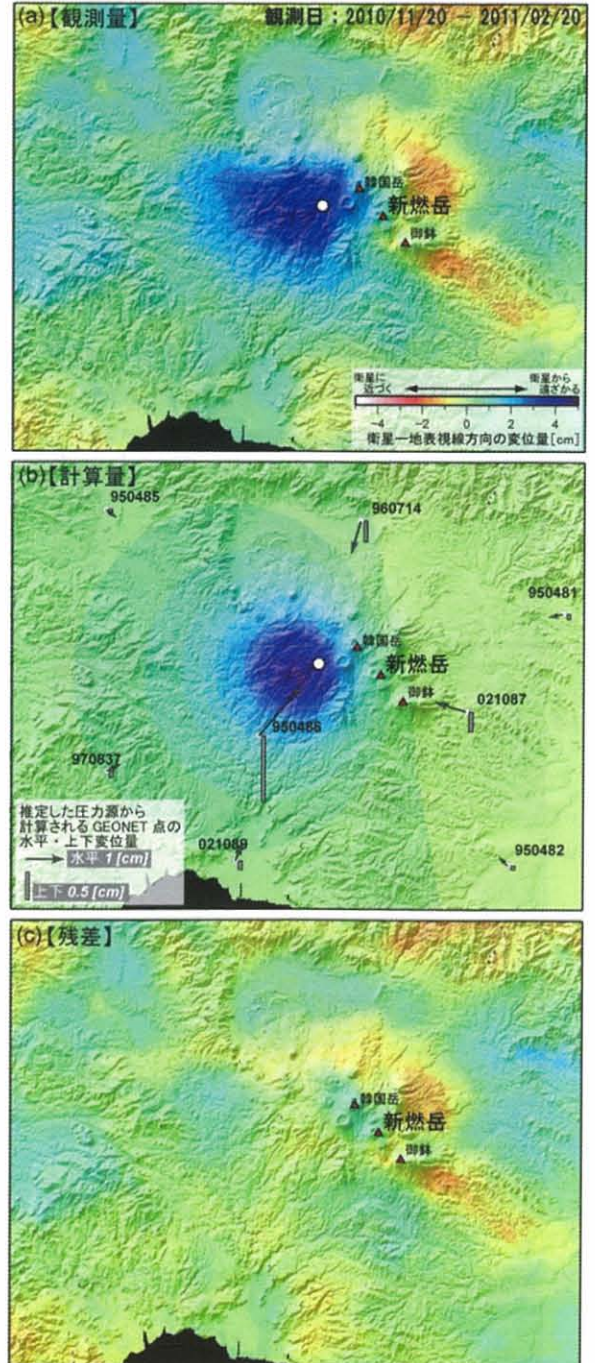 (a)【観測量】 観測日:2010/11/20 − 2011/02/20
韓国岳
新燃岳
御鉢
衛星に
近づく
衛星から
遠ざかる
−4 −2 0 2 4
衛星−地表視線方向の変位量[cm]
(b)【計算量】
950485
960714
950481
韓国岳
新燃岳
御鉢
021087
950486
970837
推定した圧力源から
計算される GEONET 点の
水平・上下変位量
水平 1 [cm]
上下 0.5 [cm]
021089
950482
(c)【残差】
韓国岳
新燃岳
御鉢